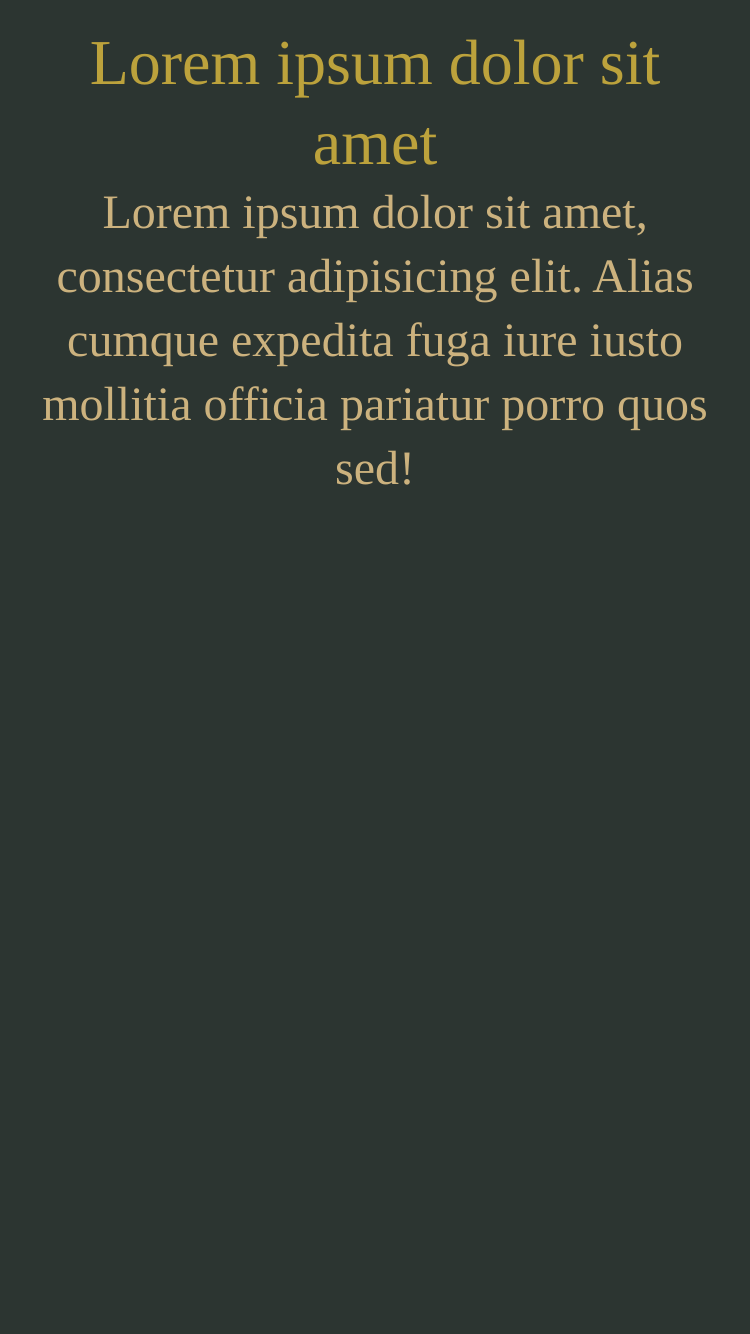 Lorem ipsum dolor sit
amet
Lorem ipsum dolor sit amet,
consectetur adipisicing elit. Alias
cumque expedita fuga iure iusto
mollitia officia pariatur porro quos
sed!